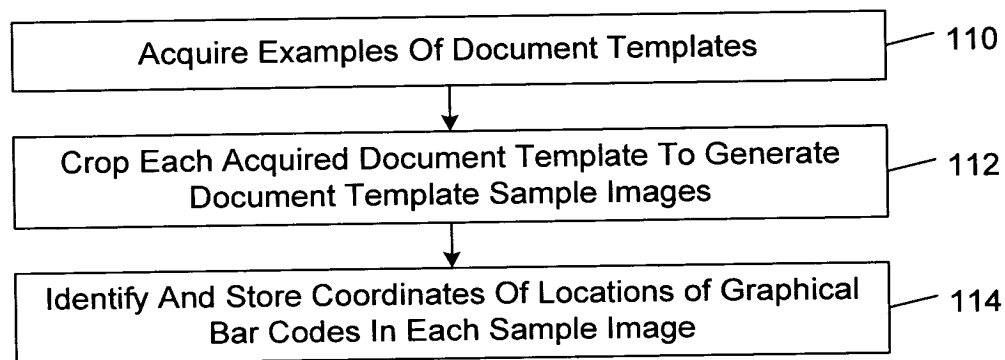 Acquire Examples Of Document Templates
110
Crop Each Acquired Document Template To Generate
Document Template Sample Images
112
Identify And Store Coordinates Of Locations of Graphical
Bar Codes In Each Sample Image
114